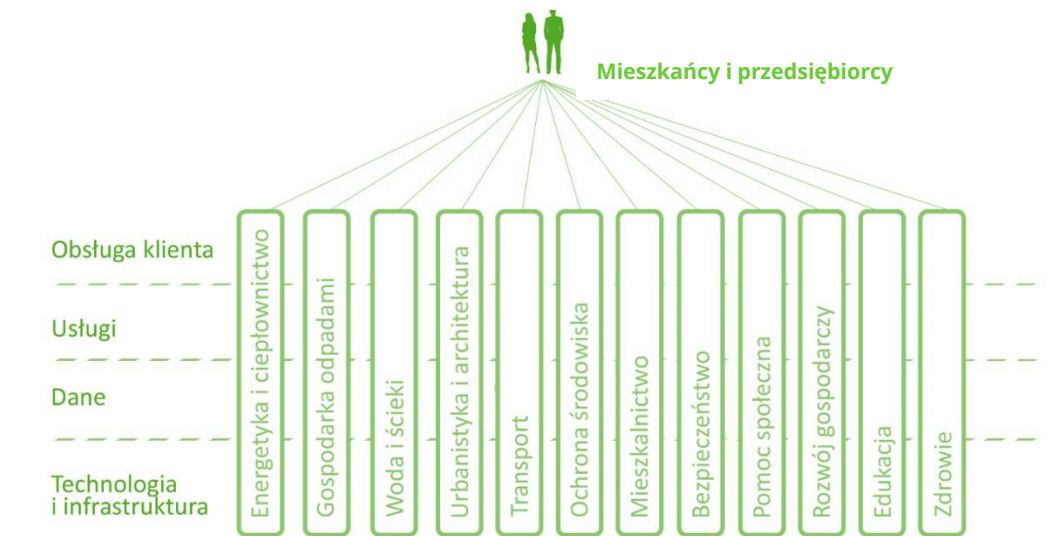 Mieszkańcy i przedsiębiorcy
Obsługa klienta
Usługi
Dane
Technologia
i infrastruktura
Energetyka i ciepłownictwo
Gospodarka odpadami
Woda i ścieki
Urbanistyka i architektura
Transport
Ochrona środowiska
Mieszkalnictwo
Bezpieczeństwo
Pomoc społeczna
Rozwój gospodarczy
Edukacja
Zdrowie